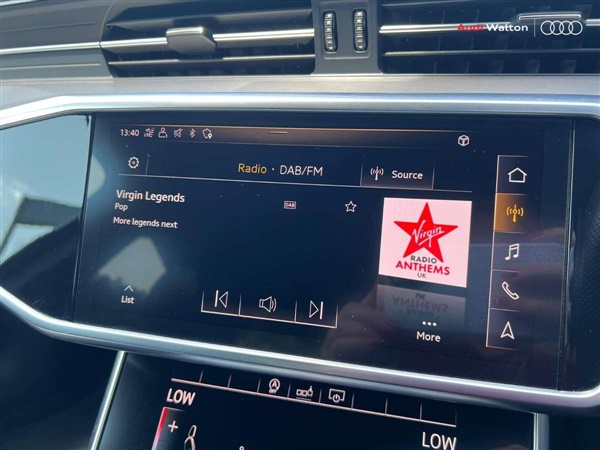 Audi Walton
13:40
Radio · DAB/FM
Source
Virgin Legends
Pop
DAB
More legends next
Virgin
RADIO
ANTHEMS
UK
List
More
LOW
LOW